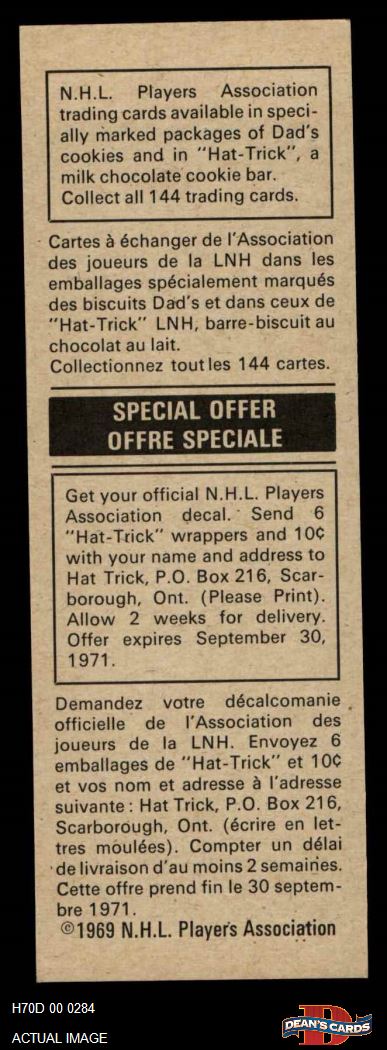 N.H.L. Players Association
trading cards available in speci-
ally marked packages of Dad's
cookies and in "Hat-Trick", a
milk chocolate cookie bar.
Collect all 144 trading cards.
Cartes à échanger de l'Association
des joueurs de la LNH dans les
emballages spécialement marqués
des biscuits Dad's et dans ceux de
"Hat-Trick" LNH, barre-biscuit au
chocolat au lait.
Collectionnez tout les 144 cartes.
SPECIAL OFFER
OFFRE SPECIALE
Get your official N.H.L. Players
Association decal. Send 6
"Hat-Trick" wrappers and 10¢
with your name and address to
Hat Trick, P.O. Box 216, Scar-
borough, Ont. (Please Print).
Allow 2 weeks for delivery.
Offer expires September 30,
1971.
Demandez votre décalcomanie
officielle de l'Association des
joueurs de la LNH. Envoyez 6
emballages de "Hat-Trick" et 10¢
et vos nom et adresse à l'adresse
suivante : Hat Trick, P.O. Box 216,
Scarborough, Ont. (écrire en let-
tres moulées). Compter un délai
de livraison d'au moins 2 semaines.
Cette offre prend fin le 30 septem-
bre 1971.
©1969 N.H.L. Players Association
H70D 00 0284
ACTUAL IMAGE
D
DEAN'S CARDS